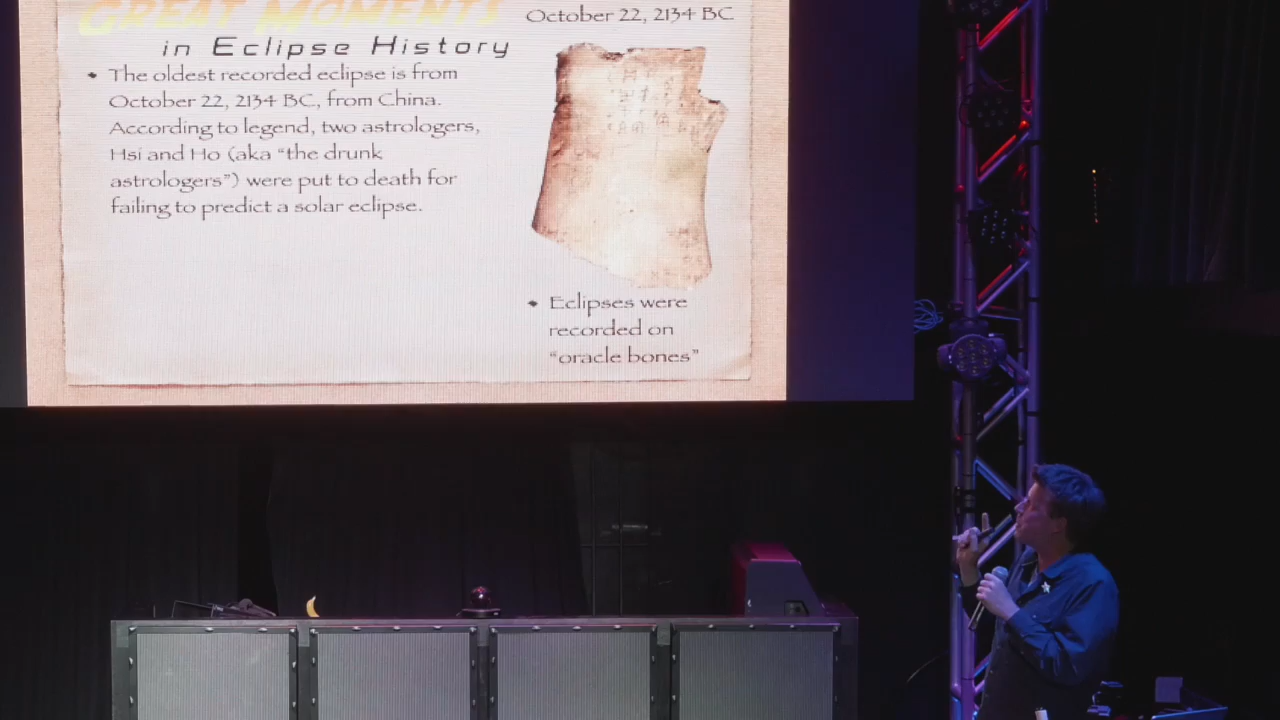 GREAT MOMENTS
in Eclipse History
• The oldest recorded eclipse is from
October 22, 2134 BC, from China.
According to legend, two astrologers,
Hsi and Ho (aka “the drunk
astrologers”) were put to death for
failing to predict a solar eclipse.
October 22, 2134 BC
• Eclipses were
recorded on
“oracle bones”